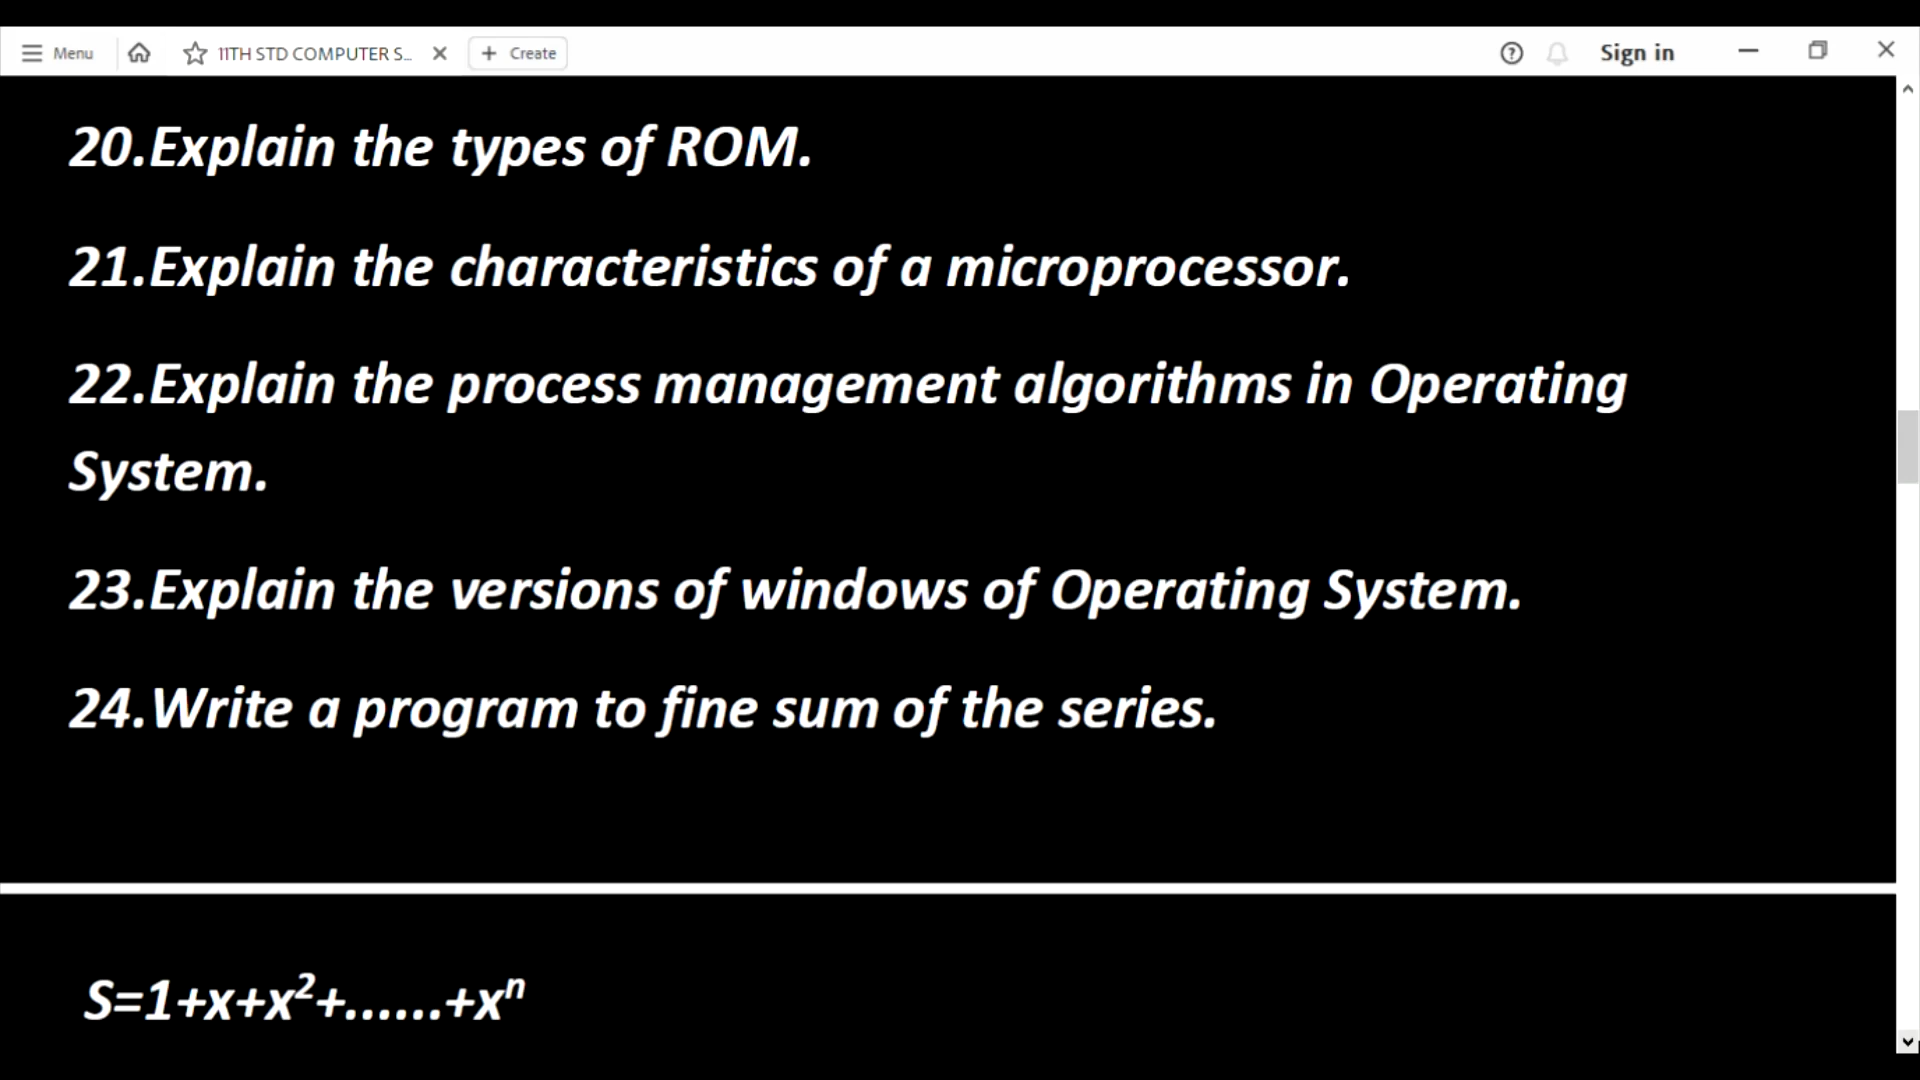 Menu 11TH STD COMPUTER S... Create Sign in
20.Explain the types of ROM.
21.Explain the characteristics of a microprocessor.
22.Explain the process management algorithms in Operating
System.
23.Explain the versions of windows of Operating System.
24.Write a program to fine sum of the series.
S=1+x+x²+......+xⁿ